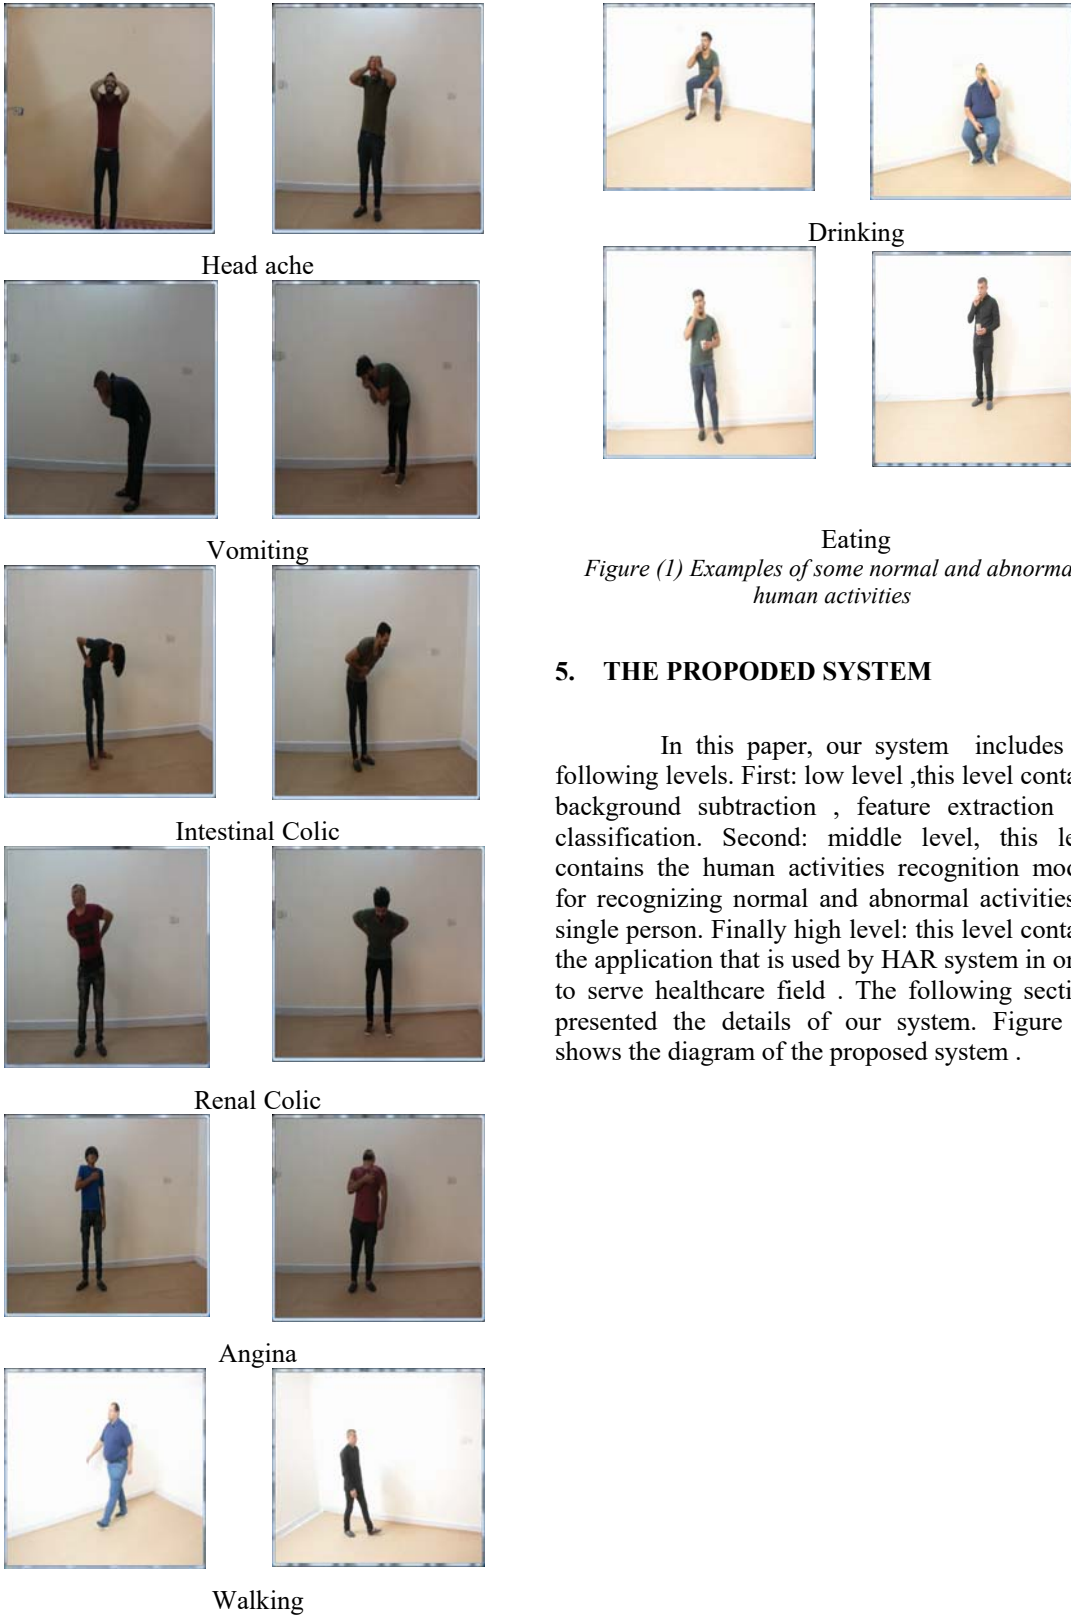 Head ache
Vomiting
Intestinal Colic
Renal Colic
Angina
Walking
Drinking
Eating
Figure (1) Examples of some normal and abnorma
human activities
5. THE PROPODED SYSTEM
In this paper, our system includes
following levels. First: low level ,this level conta
background subtraction , feature extraction
classification. Second: middle level, this le
contains the human activities recognition mod
for recognizing normal and abnormal activities
single person. Finally high level: this level conta
the application that is used by HAR system in or
to serve healthcare field . The following secti
presented the details of our system. Figure
shows the diagram of the proposed system .